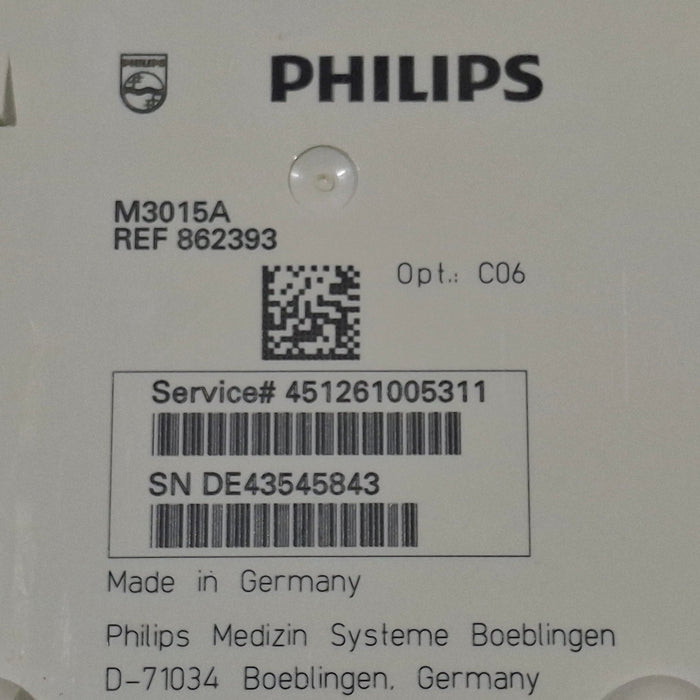 PHILIPS
PHILIPS
M3015A
REF 862393
Opt.: C06
Service# 451261005311
SN DE43545843
Made in Germany
Philips Medizin Systeme Boeblingen
D-71034 Boeblingen, Germany